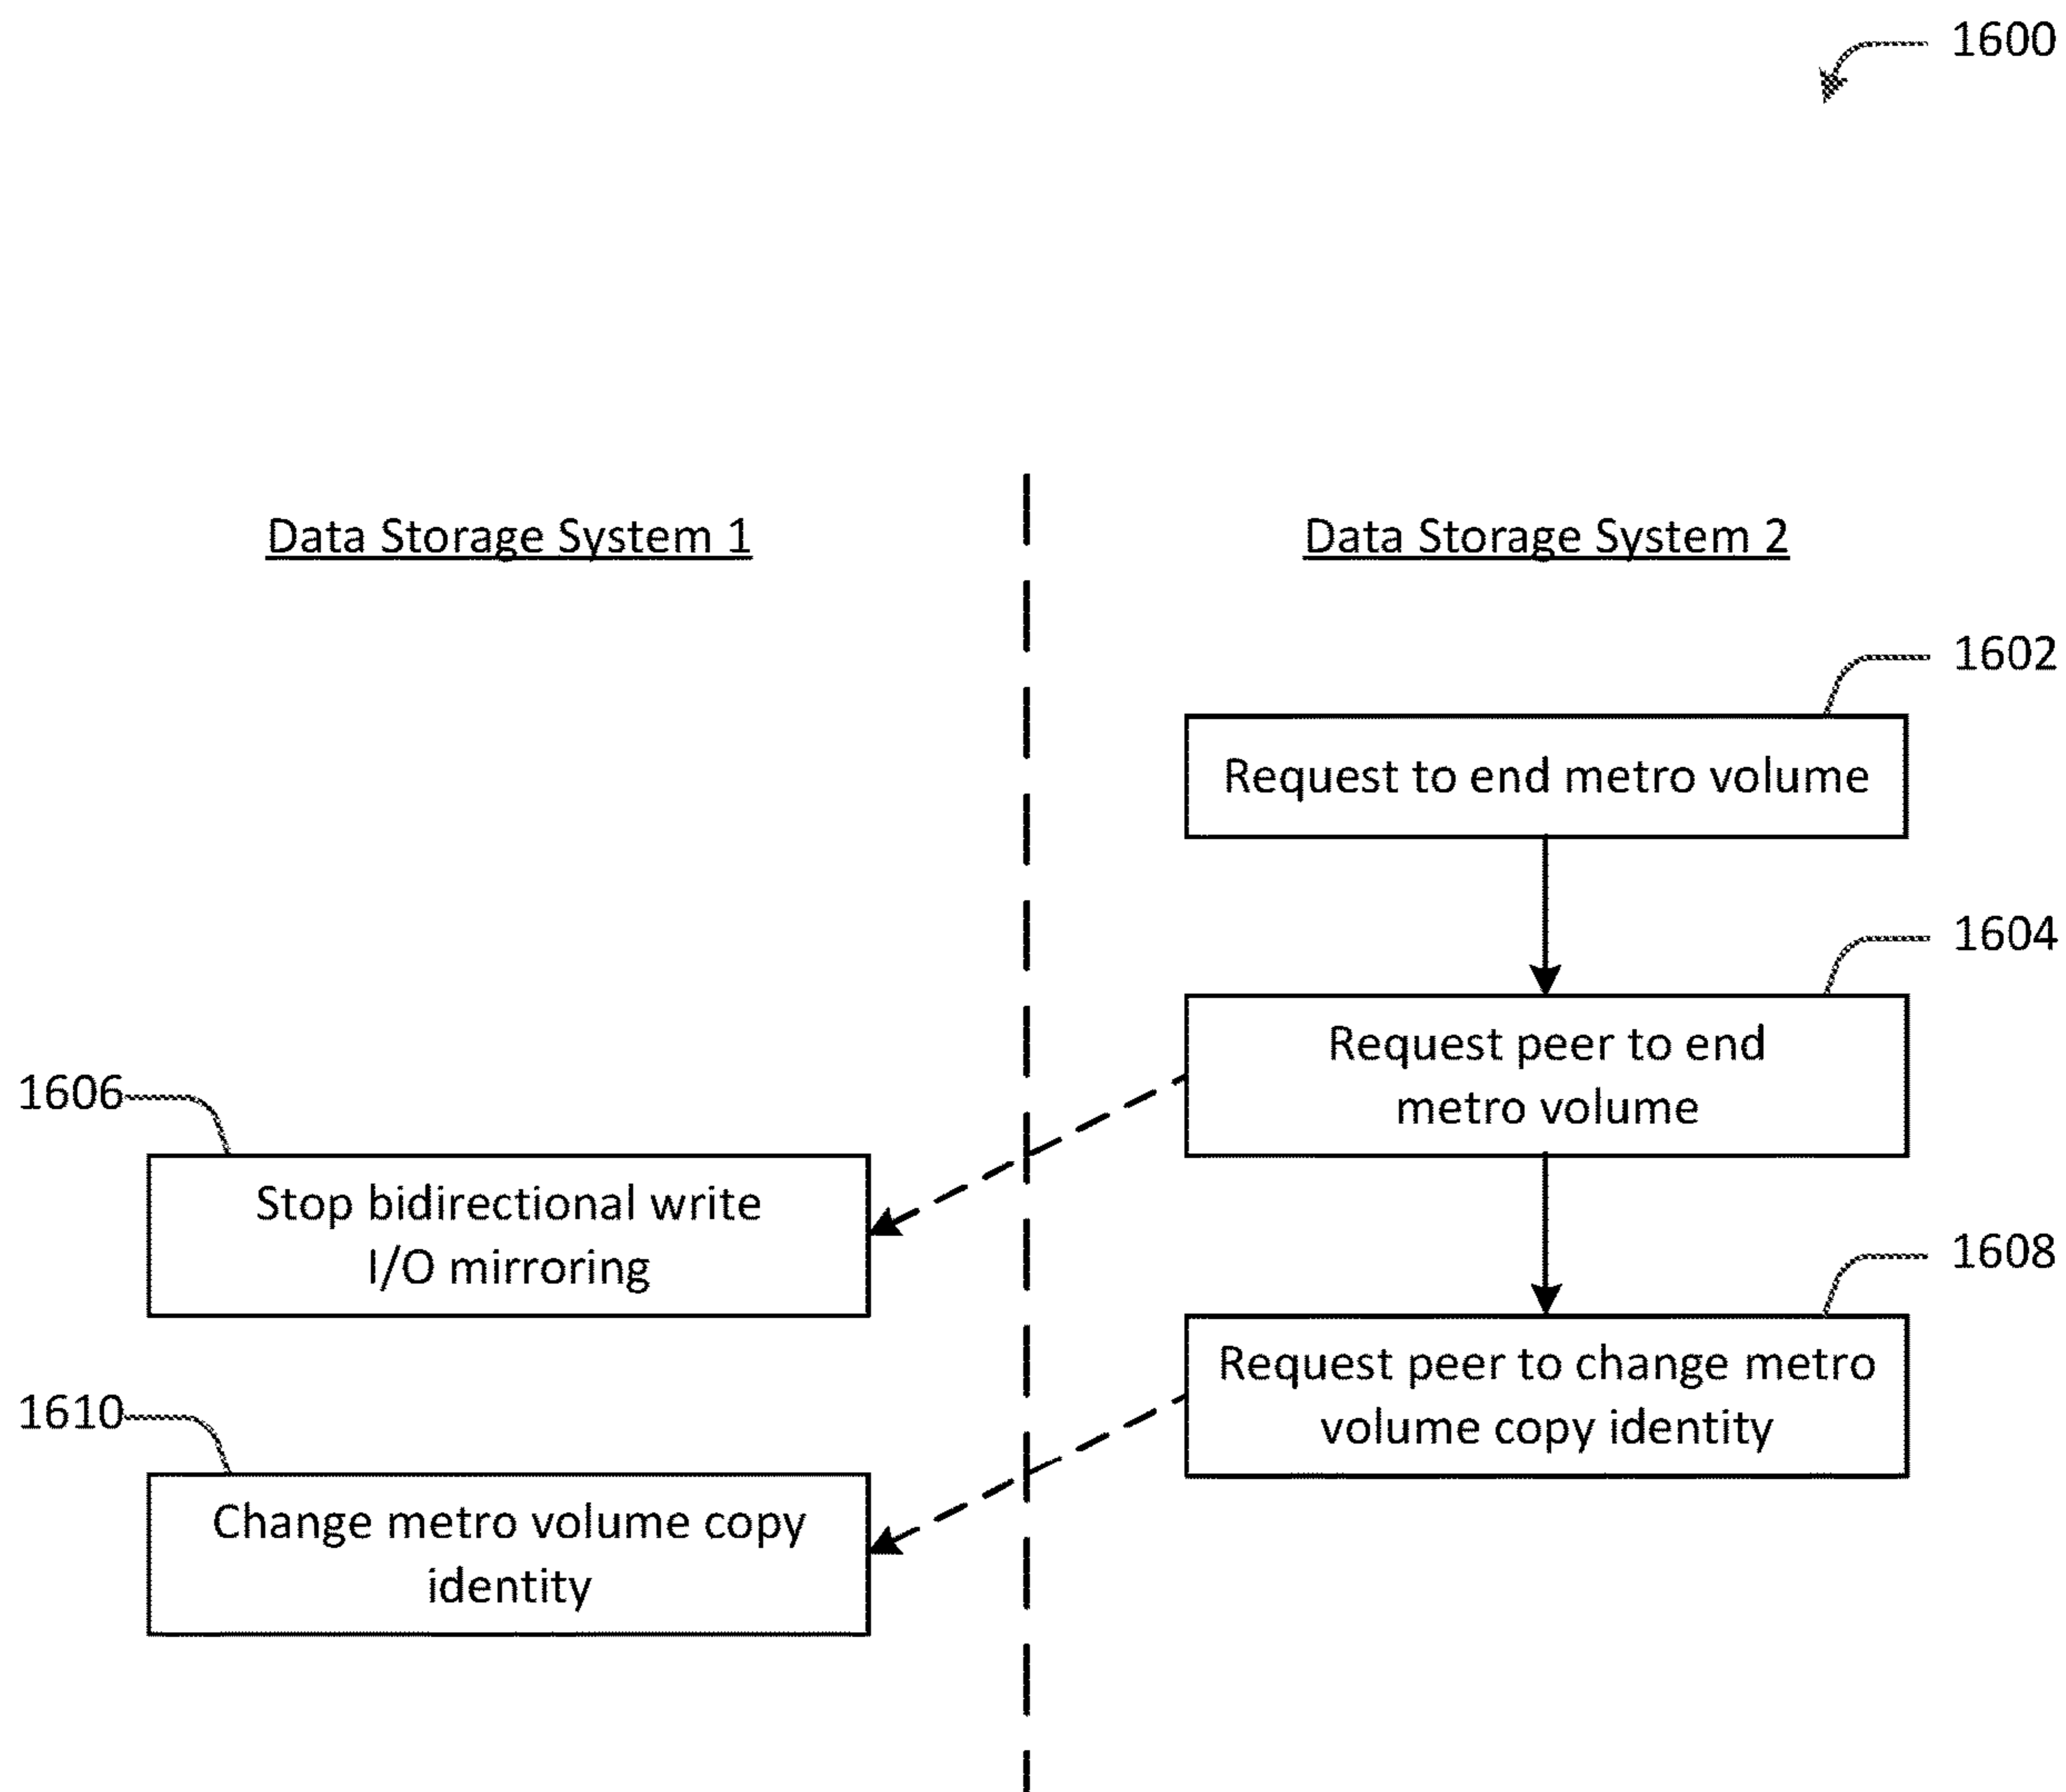 1600
Data Storage System 1
Data Storage System 2
1602
Request to end metro volume
1604
Request peer to end
metro volume
1606
Stop bidirectional write
I/O mirroring
1608
Request peer to change metro
volume copy identity
1610
Change metro volume copy
identity